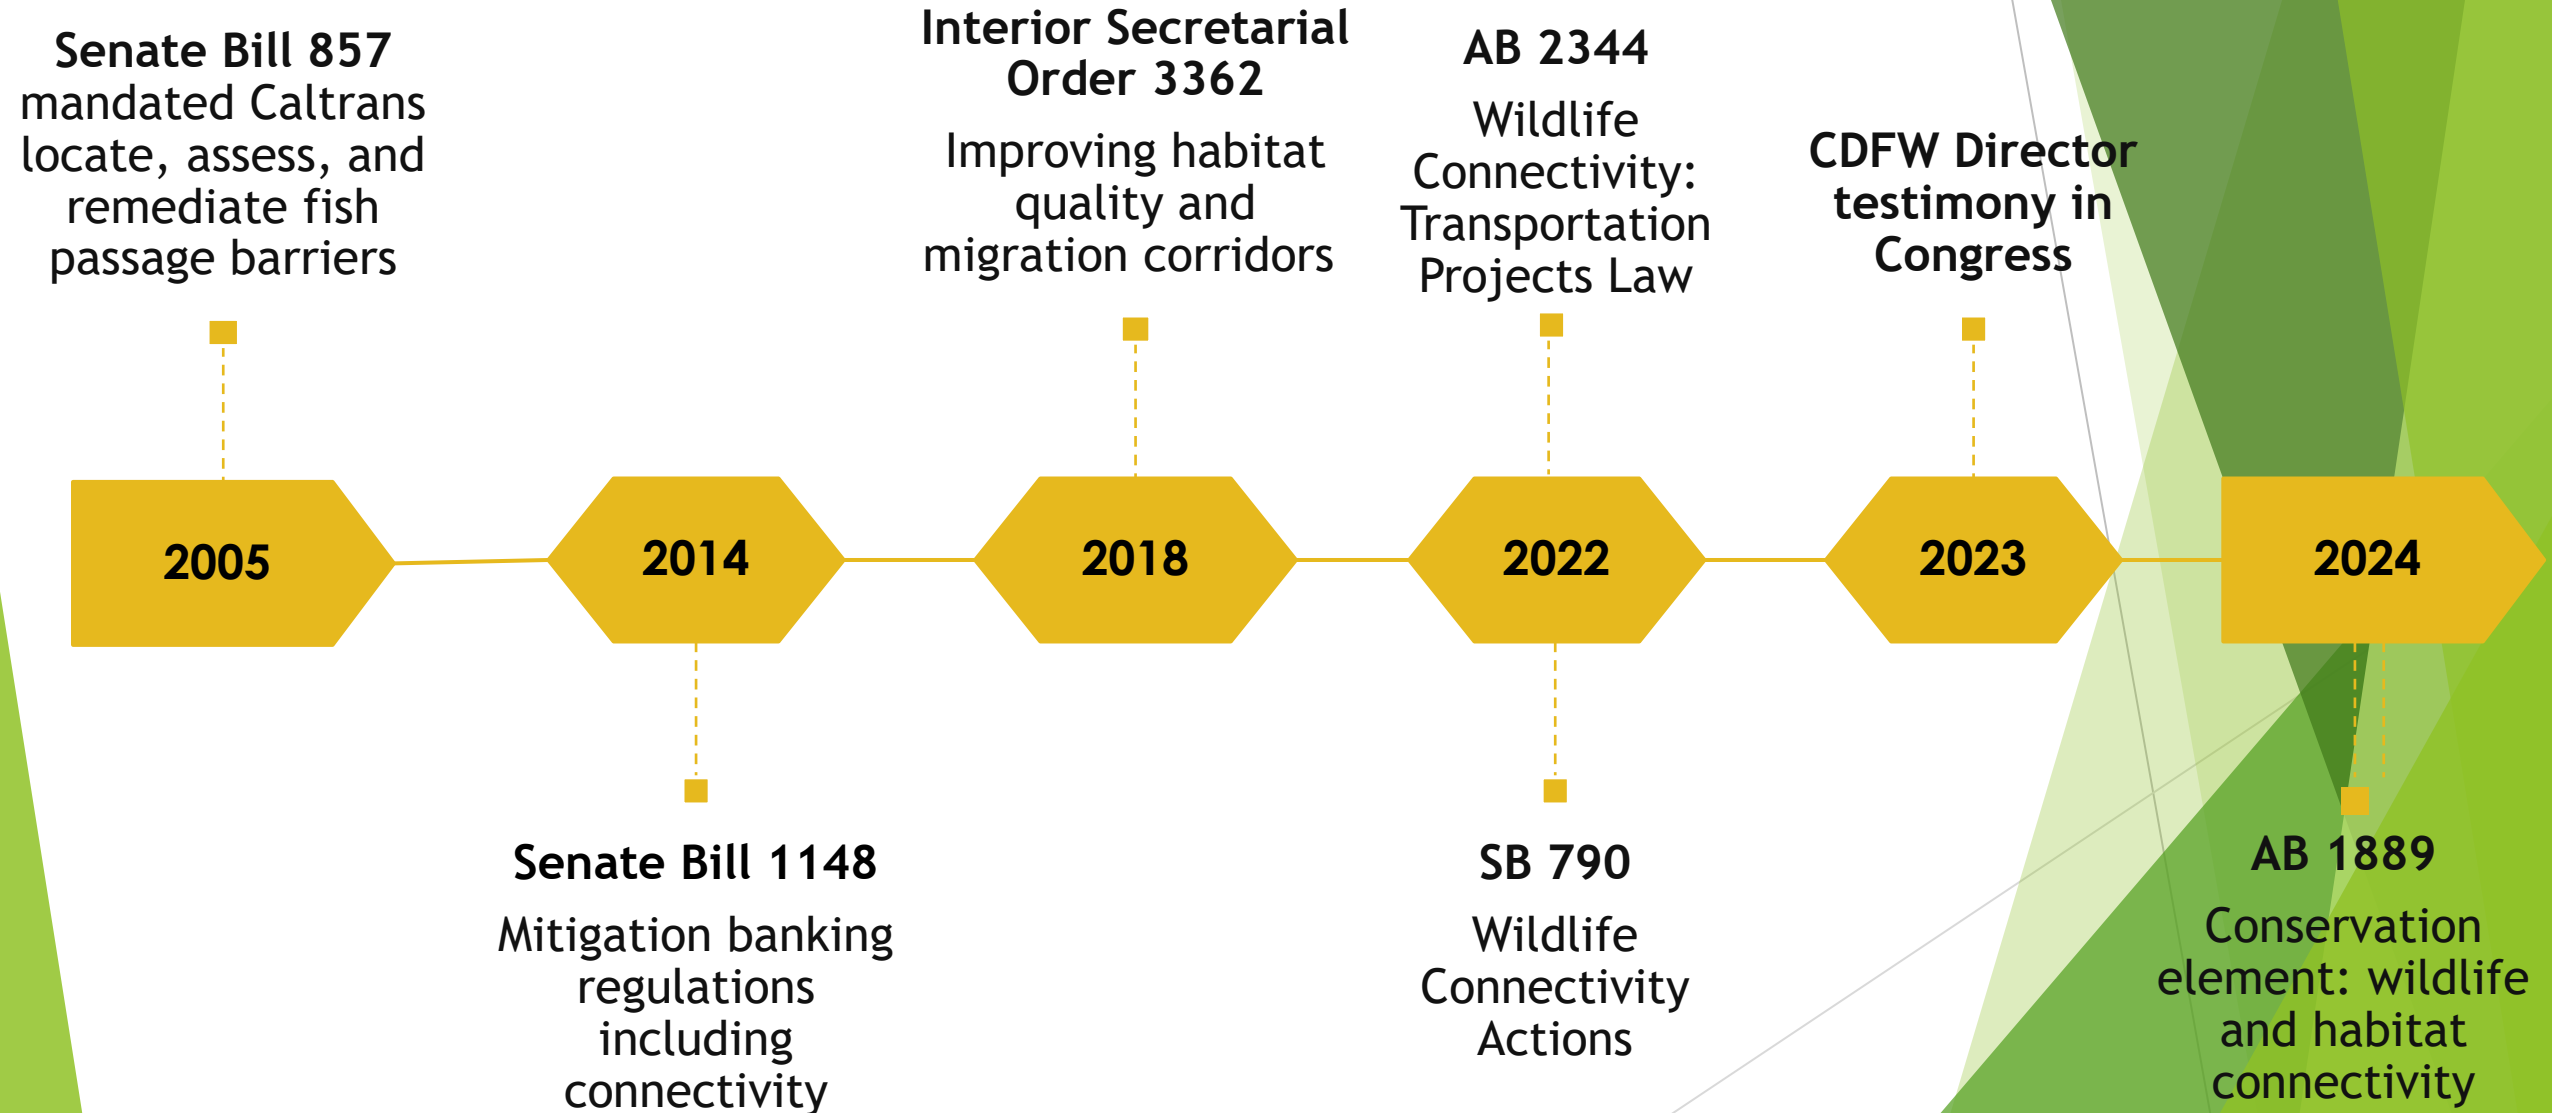 Senate Bill 857
mandated Caltrans
locate, assess, and
remediate fish
passage barriers
Interior Secretarial
Order 3362
Improving habitat
quality and
migration corridors
AB 2344
Wildlife
Connectivity:
Transportation
Projects Law
CDFW Director
testimony in
Congress
2005
2014
2018
2022
2023
2024
Senate Bill 1148
Mitigation banking
regulations
including
connectivity
SB 790
Wildlife
Connectivity
Actions
AB 1889
Conservation
element: wildlife
and habitat
connectivity